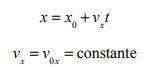 x = x₀ + vₓt
vₓ = v₀ₓ = constante